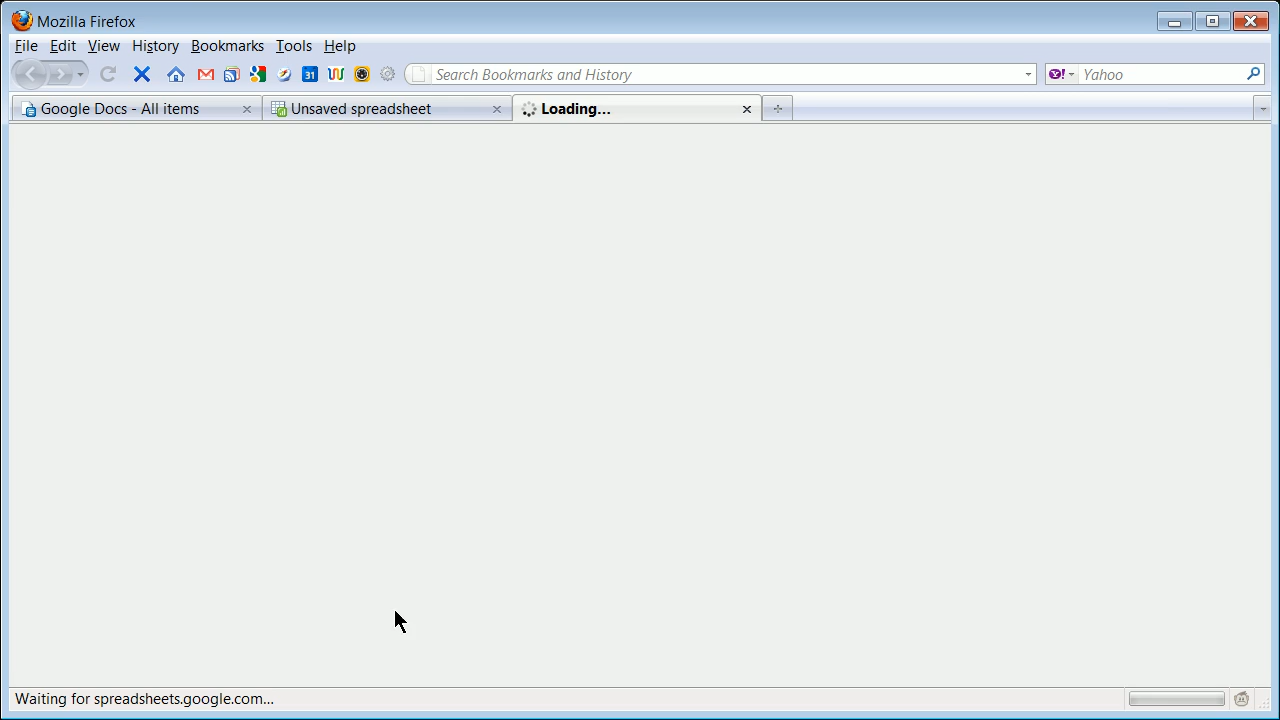 Mozilla Firefox
File Edit View History Bookmarks Tools Help
31 Search Bookmarks and History Y! Yahoo
Google Docs - All items Unsaved spreadsheet Loading...
Waiting for spreadsheets.google.com...